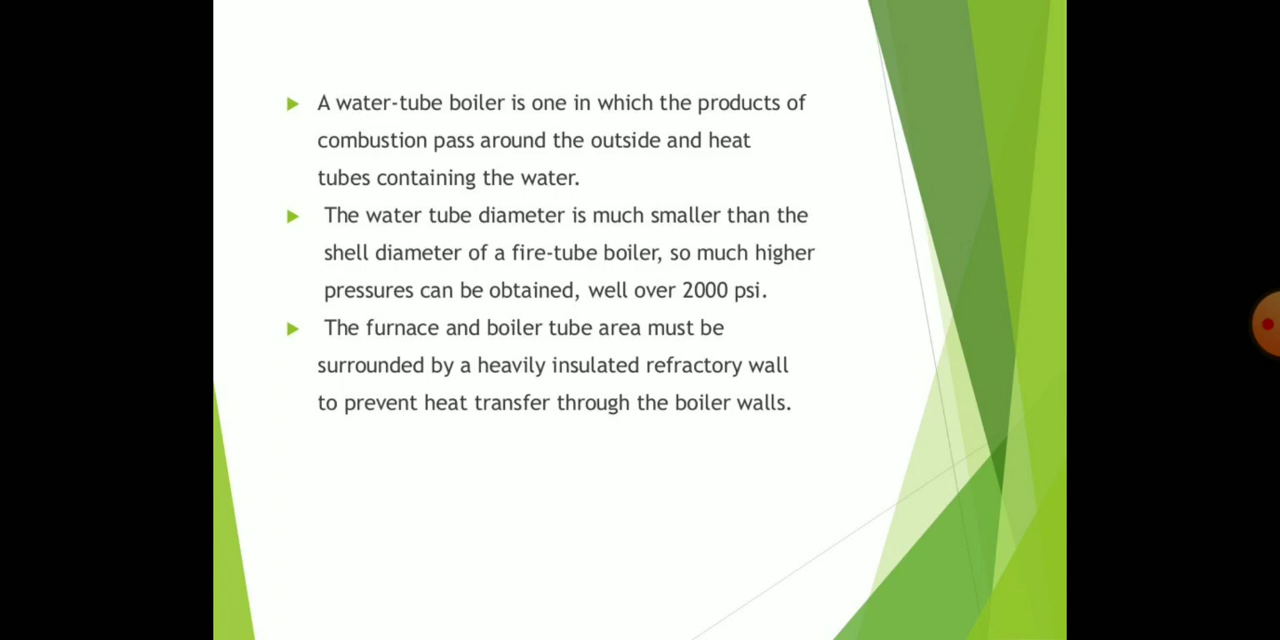 A water-tube boiler is one in which the products of
combustion pass around the outside and heat
tubes containing the water.
The water tube diameter is much smaller than the
shell diameter of a fire-tube boiler, so much higher
pressures can be obtained, well over 2000 psi.
The furnace and boiler tube area must be
surrounded by a heavily insulated refractory wall
to prevent heat transfer through the boiler walls.